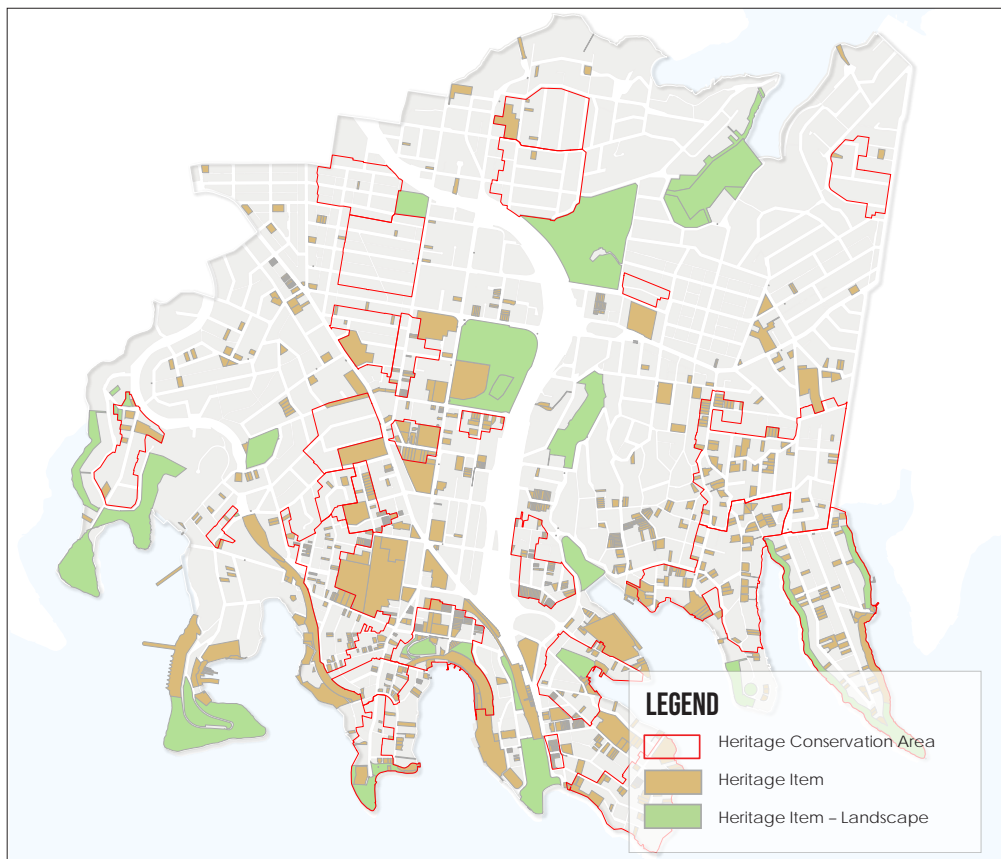 LEGEND
Heritage Conservation Area
Heritage Item
Heritage Item – Landscape